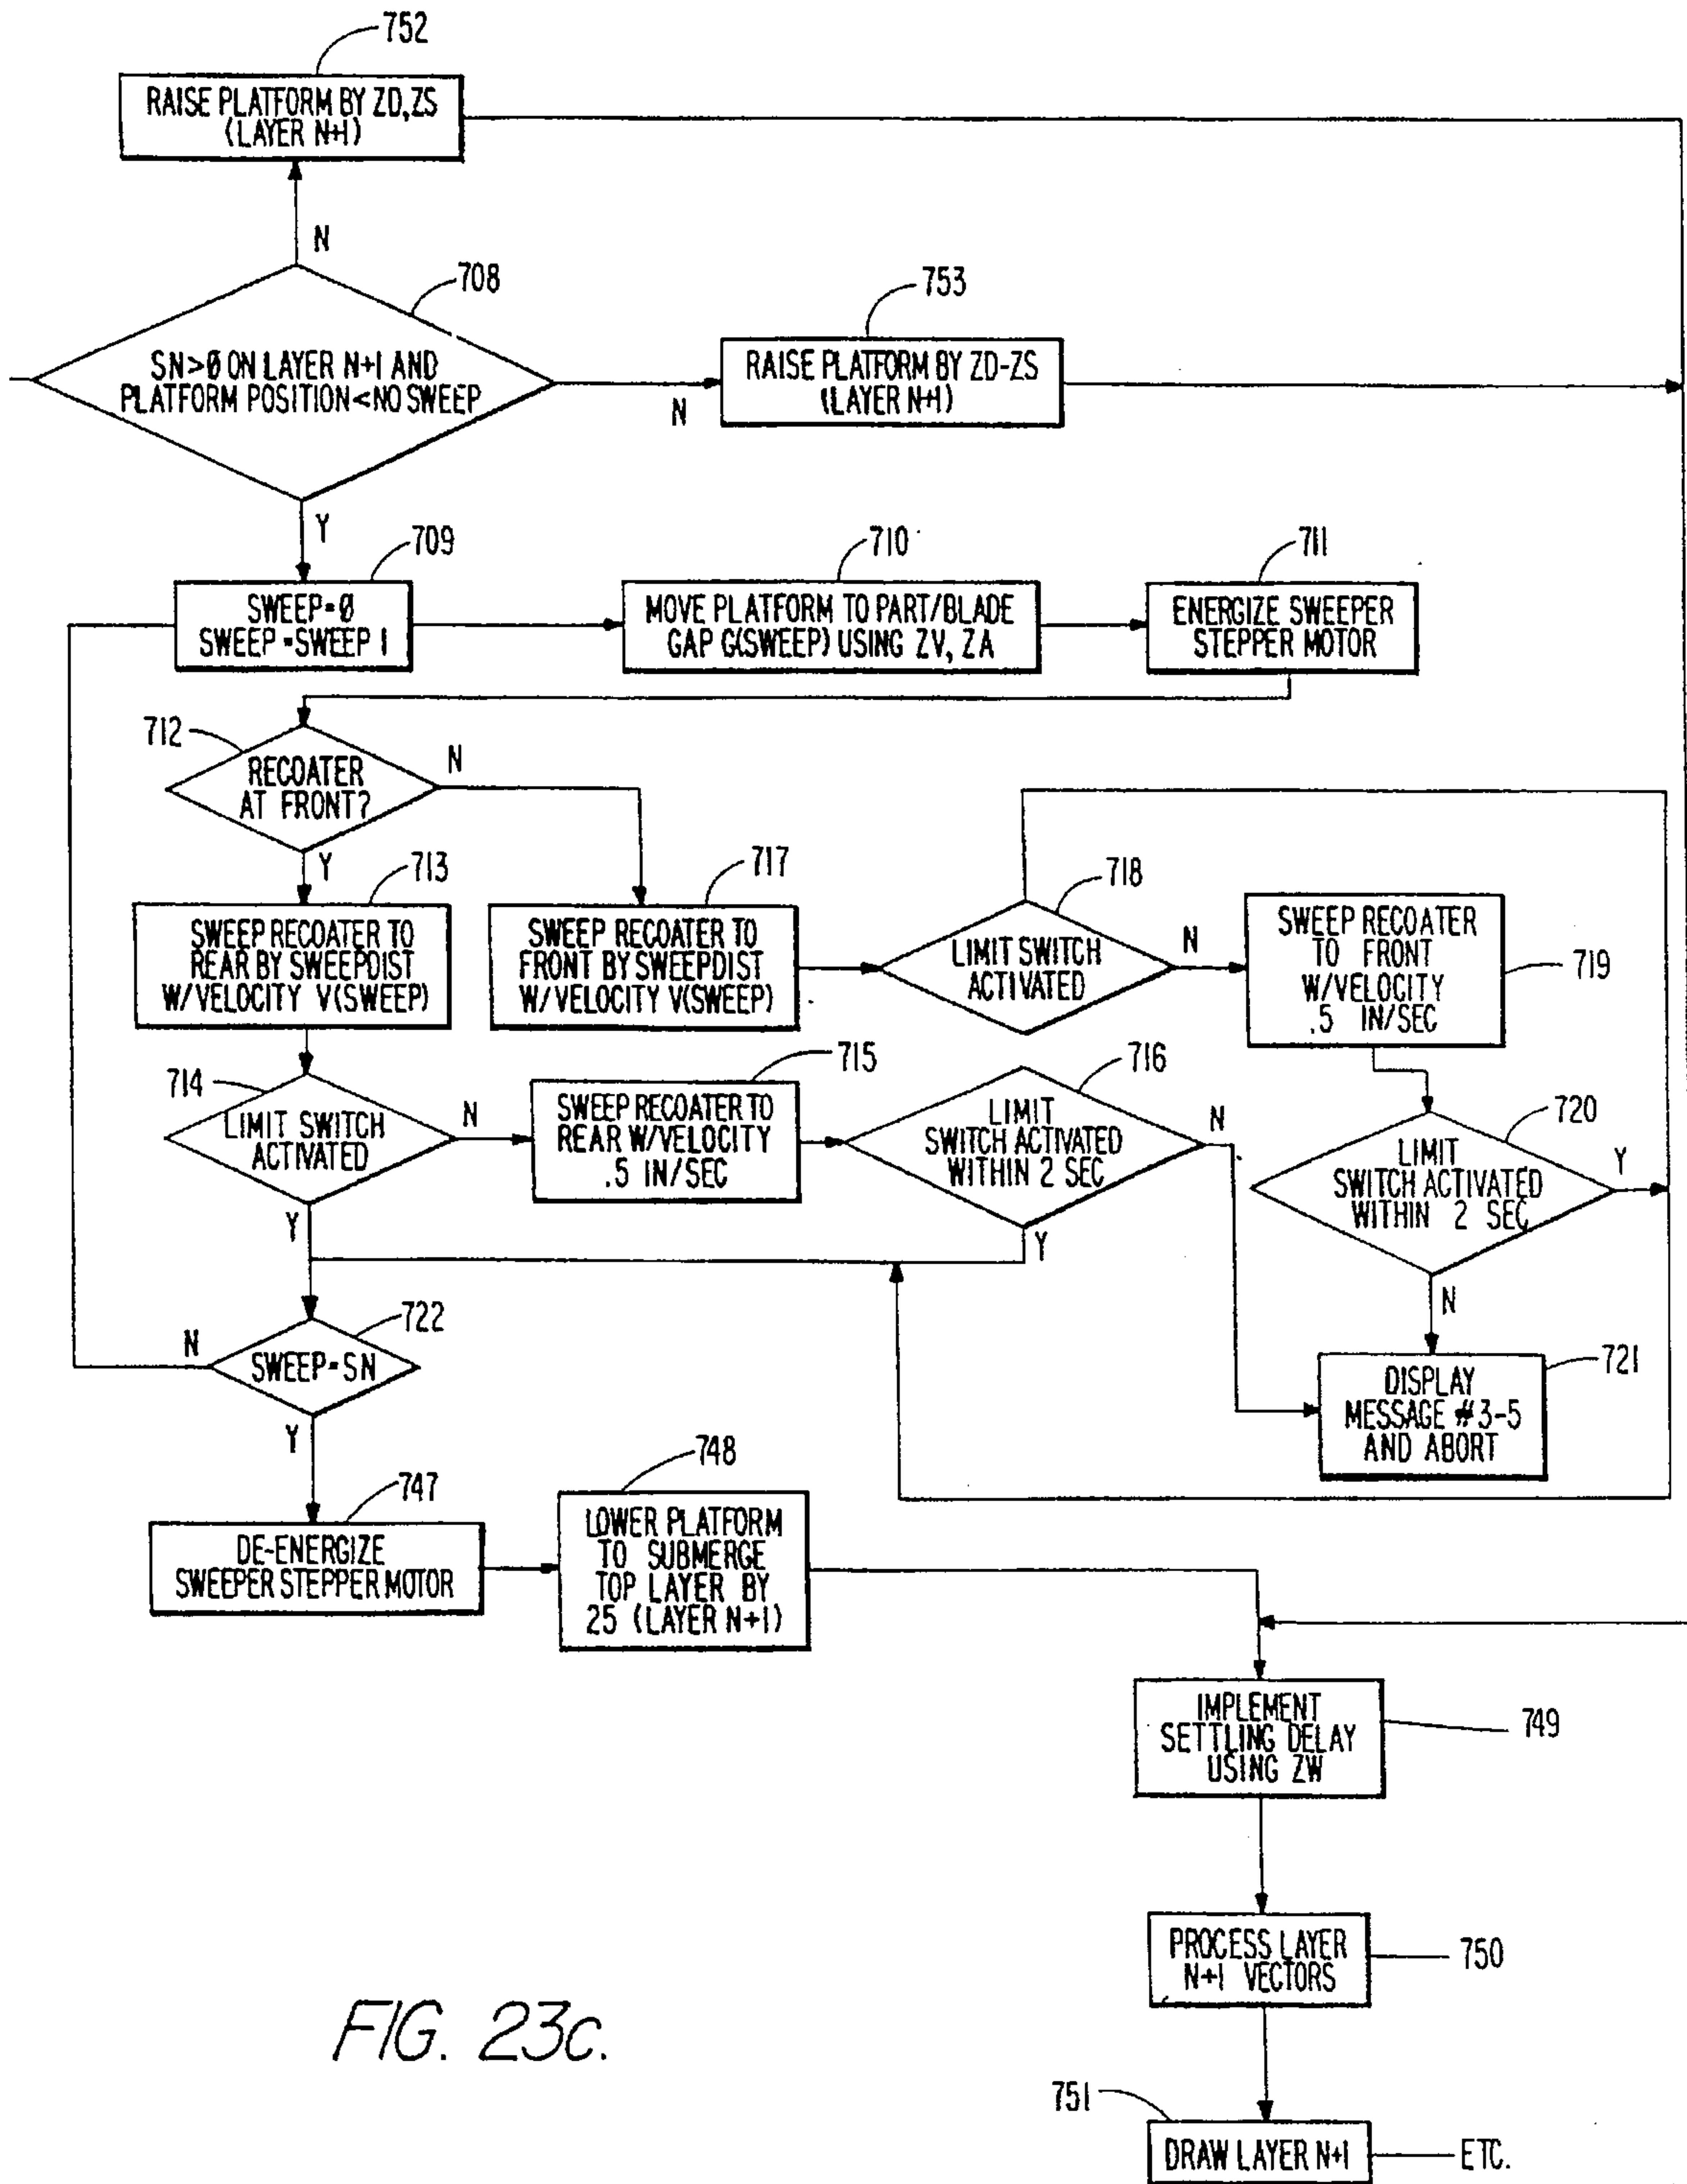 752
RAISE PLATFORM BY ZD,ZS
(LAYER N+1)
N
708
SN>Ø ON LAYER N+1 AND
PLATFORM POSITION<NO SWEEP
N
753
RAISE PLATFORM BY ZD-ZS
(LAYER N+1)
Y
709
SWEEP=Ø
SWEEP=SWEEP 1
710
MOVE PLATFORM TO PART/BLADE
GAP G(SWEEP) USING ZV, ZA
711
ENERGIZE SWEEPER
STEPPER MOTOR
712
RECOATER
AT FRONT?
N
Y
713
SWEEP RECOATER TO
REAR BY SWEEPDIST
W/VELOCITY V(SWEEP)
717
SWEEP RECOATER TO
FRONT BY SWEEPDIST
W/VELOCITY V(SWEEP)
718
LIMIT SWITCH
ACTIVATED
N
SWEEP RECOATER
TO FRONT
W/VELOCITY
.5 IN/SEC
719
714
LIMIT SWITCH
ACTIVATED
N
Y
715
SWEEP RECOATER TO
REAR W/VELOCITY
.5 IN/SEC
716
LIMIT
SWITCH ACTIVATED
WITHIN 2 SEC
N
Y
720
LIMIT
SWITCH ACTIVATED
WITHIN 2 SEC
Y
N
722
SWEEP=SN
N
Y
721
DISPLAY
MESSAGE #3-5
AND ABORT
747
DE-ENERGIZE
SWEEPER STEPPER MOTOR
748
LOWER PLATFORM
TO SUBMERGE
TOP LAYER BY
25 (LAYER N+1)
IMPLEMENT
SETTLING DELAY
USING ZW
749
PROCESS LAYER
N+1 VECTORS
750
751
DRAW LAYER N+1
ETC.
FIG. 23c.